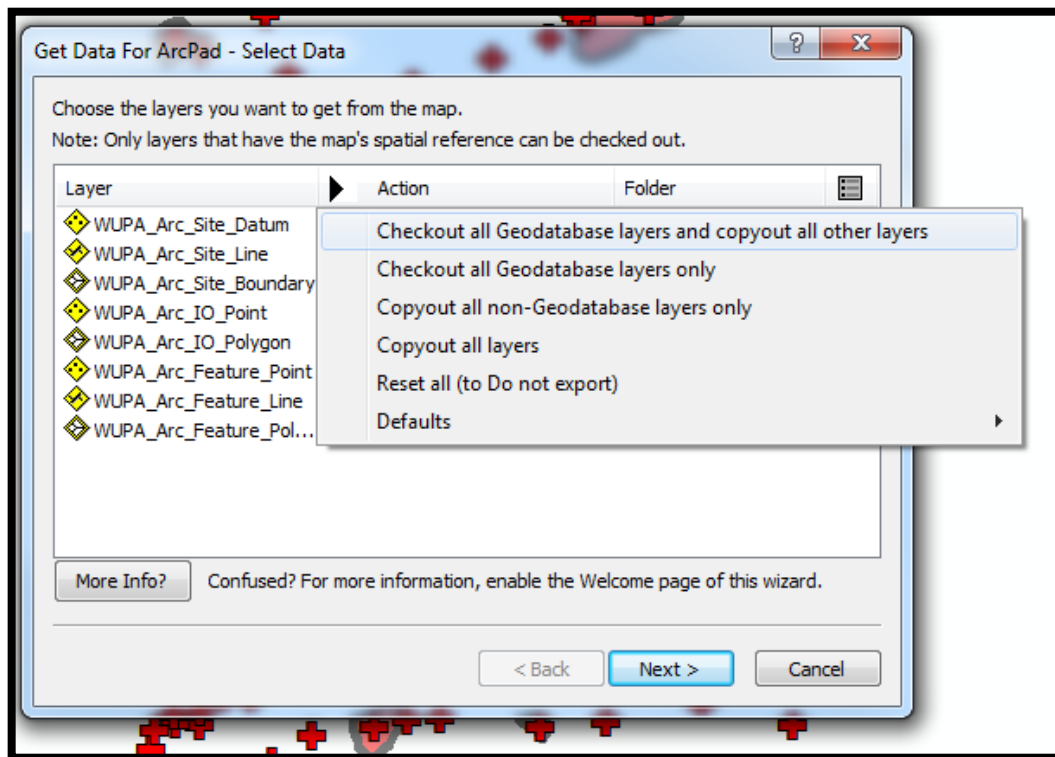 Get Data For ArcPad - Select Data
Choose the layers you want to get from the map.
Note: Only layers that have the map's spatial reference can be checked out.
Layer Action Folder
WUPA_Arc_Site_Datum
WUPA_Arc_Site_Line
WUPA_Arc_Site_Boundary
WUPA_Arc_IO_Point
WUPA_Arc_IO_Polygon
WUPA_Arc_Feature_Point
WUPA_Arc_Feature_Line
WUPA_Arc_Feature_Pol...
Checkout all Geodatabase layers and copyout all other layers
Checkout all Geodatabase layers only
Copyout all non-Geodatabase layers only
Copyout all layers
Reset all (to Do not export)
Defaults
More Info? Confused? For more information, enable the Welcome page of this wizard.
< Back Next > Cancel